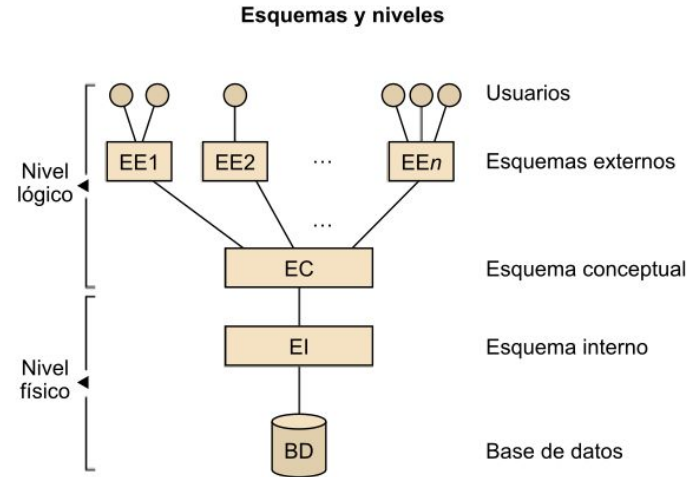 Esquemas y niveles
Usuarios
Nivel
lógico
EE1
EE2
...
EEn
Esquemas externos
...
EC
Esquema conceptual
Nivel
físico
EI
Esquema interno
BD
Base de datos